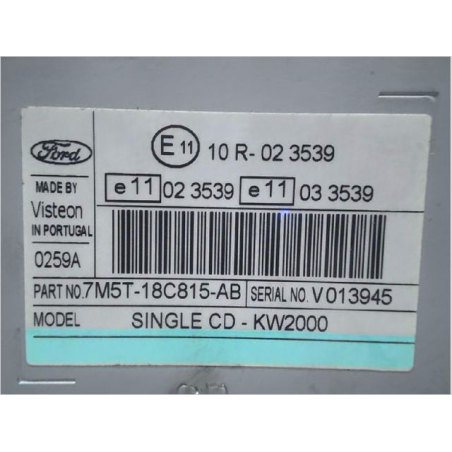 Ford
E 11 10 R- 02 3539
MADE BY
Visteon
IN PORTUGAL
e 11 02 3539 e 11 03 3539
0259A
PART NO. 7M5T-18C815-AB SERIAL NO. V 013945
MODEL SINGLE CD - KW2000